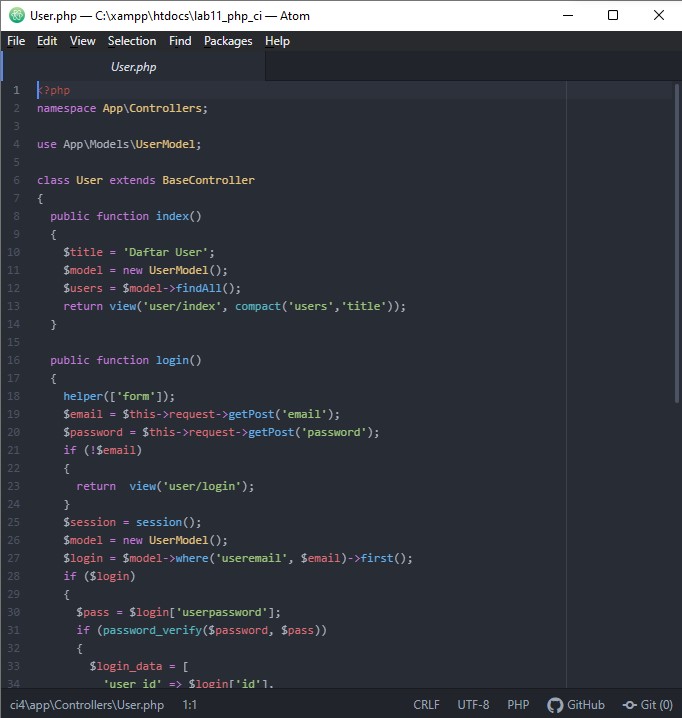 User.php — C:\xampp\htdocs\lab11_php_ci — Atom
File Edit View Selection Find Packages Help
User.php
1 <?php
2 namespace App\Controllers;
3
4 use App\Models\UserModel;
5
6 class User extends BaseController
7 {
8   public function index()
9   {
10     $title = 'Daftar User';
11     $model = new UserModel();
12     $users = $model->findAll();
13     return view('user/index', compact('users','title'));
14   }
15
16   public function login()
17   {
18     helper(['form']);
19     $email = $this->request->getPost('email');
20     $password = $this->request->getPost('password');
21     if (!$email)
22     {
23       return  view('user/login');
24     }
25     $session = session();
26     $model = new UserModel();
27     $login = $model->where('useremail', $email)->first();
28     if ($login)
29     {
30       $pass = $login['userpassword'];
31       if (password_verify($password, $pass))
32       {
33         $login_data = [
34           'user_id' => $login['id'],
ci4\app\Controllers\User.php 1:1 CRLF UTF-8 PHP GitHub Git (0)